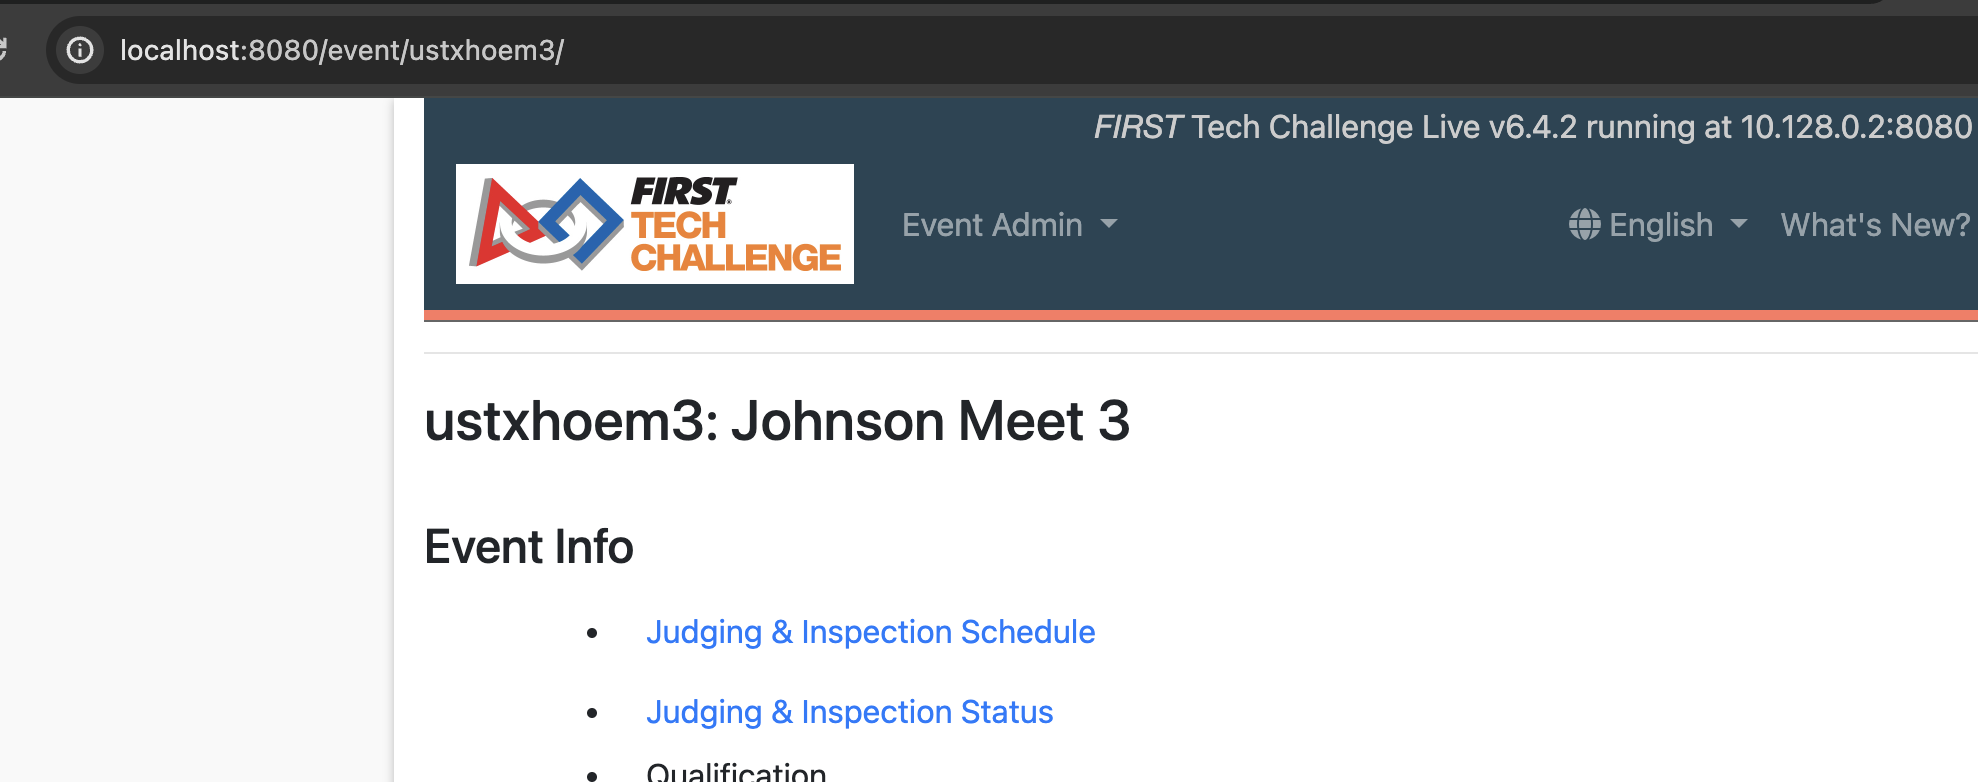 localhost:8080/event/ustxhoem3/
FIRST Tech Challenge Live v6.4.2 running at 10.128.0.2:8080
FIRST®
TECH
CHALLENGE
Event Admin
English
What's New?
ustxhoem3: Johnson Meet 3
Event Info
Judging & Inspection Schedule
Judging & Inspection Status
Qualification